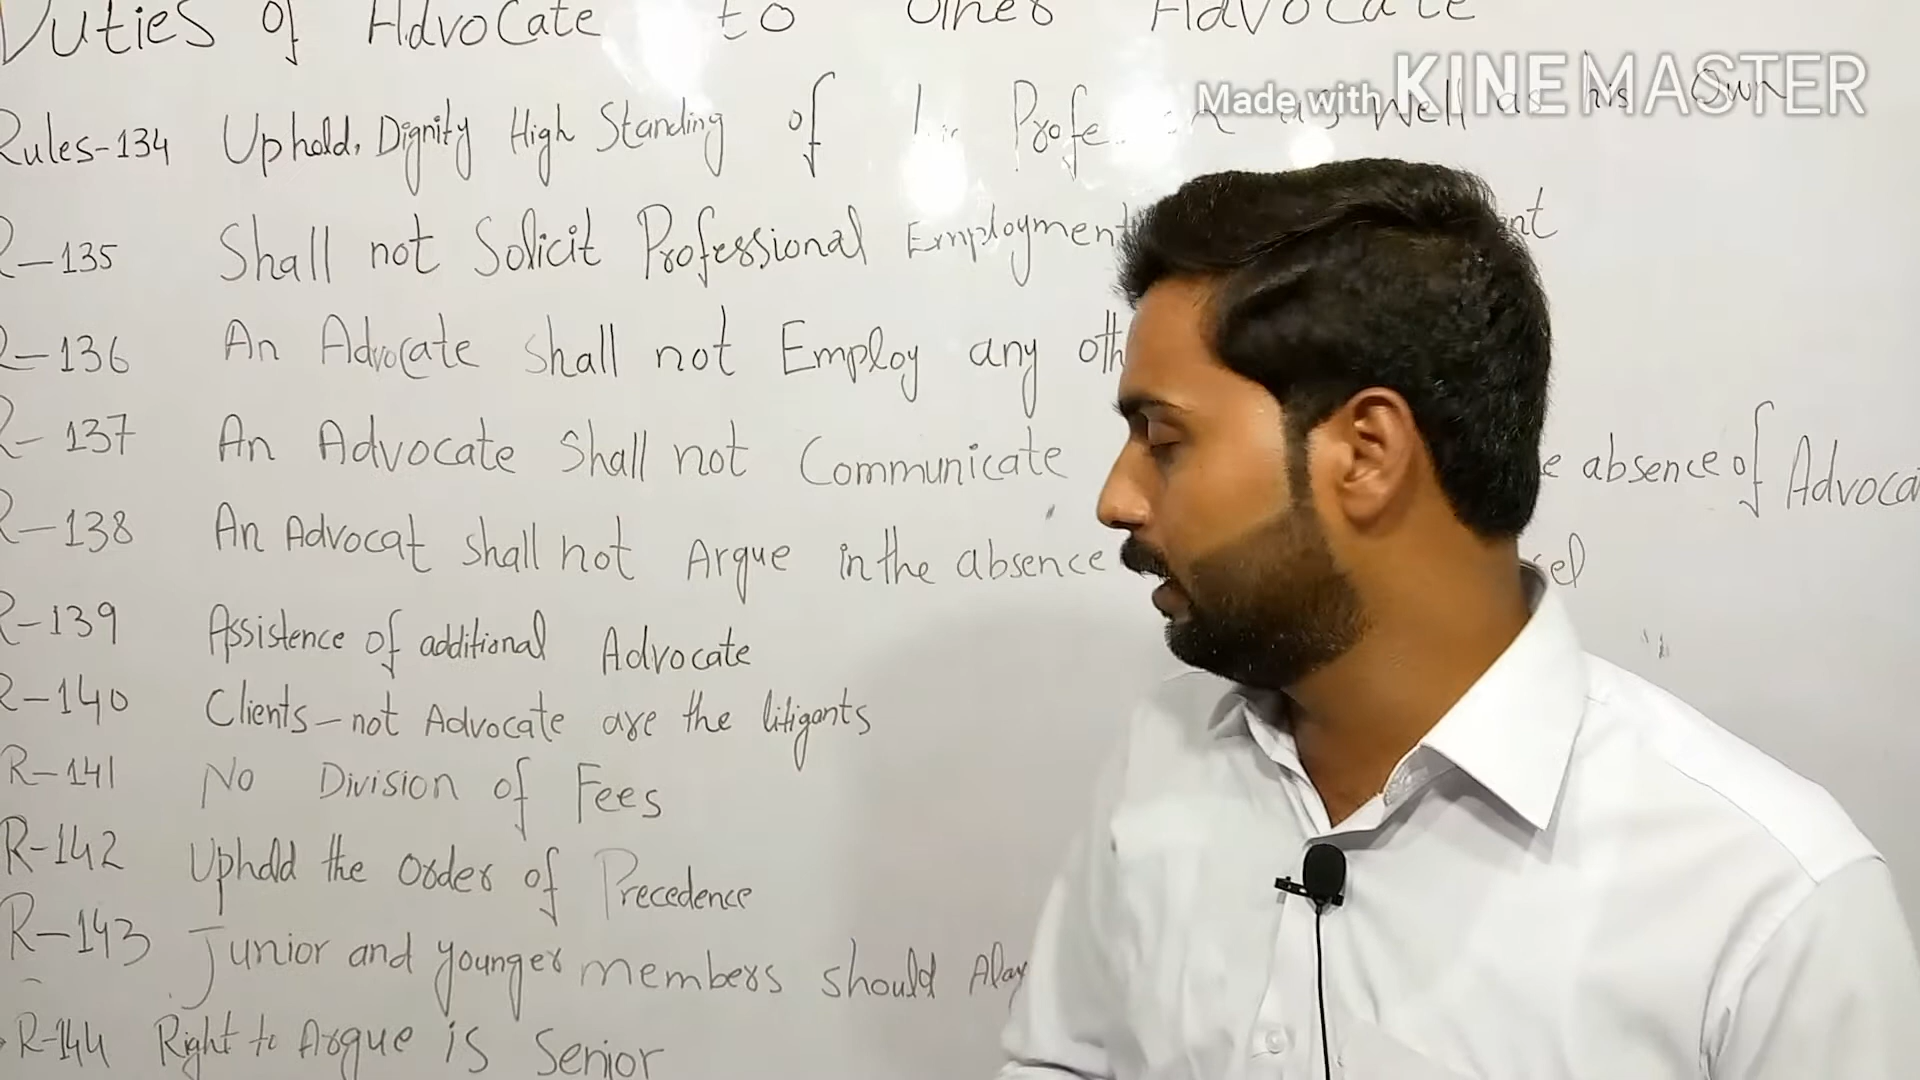 Duties of Advocate to Other Advocate
Made with KINEMASTER
Rules-134 Uphold, Dignity High Standing of as Well as his Own
R-135 Shall not Solicit Professional Employment
R-136 An Advocate shall not Employ any
R-137 An Advocate Shall not Communicate absence of
R-138 An Advocat shall not Argue in the absence
R-139 Assistence of additional Advocate
R-140 Clients-not Advocate are the litigants
R-141 No Division of Fees
R-142 Uphold the Order of Precedence
R-143 Junior and younger members should
R-144 Right to Argue is Senior